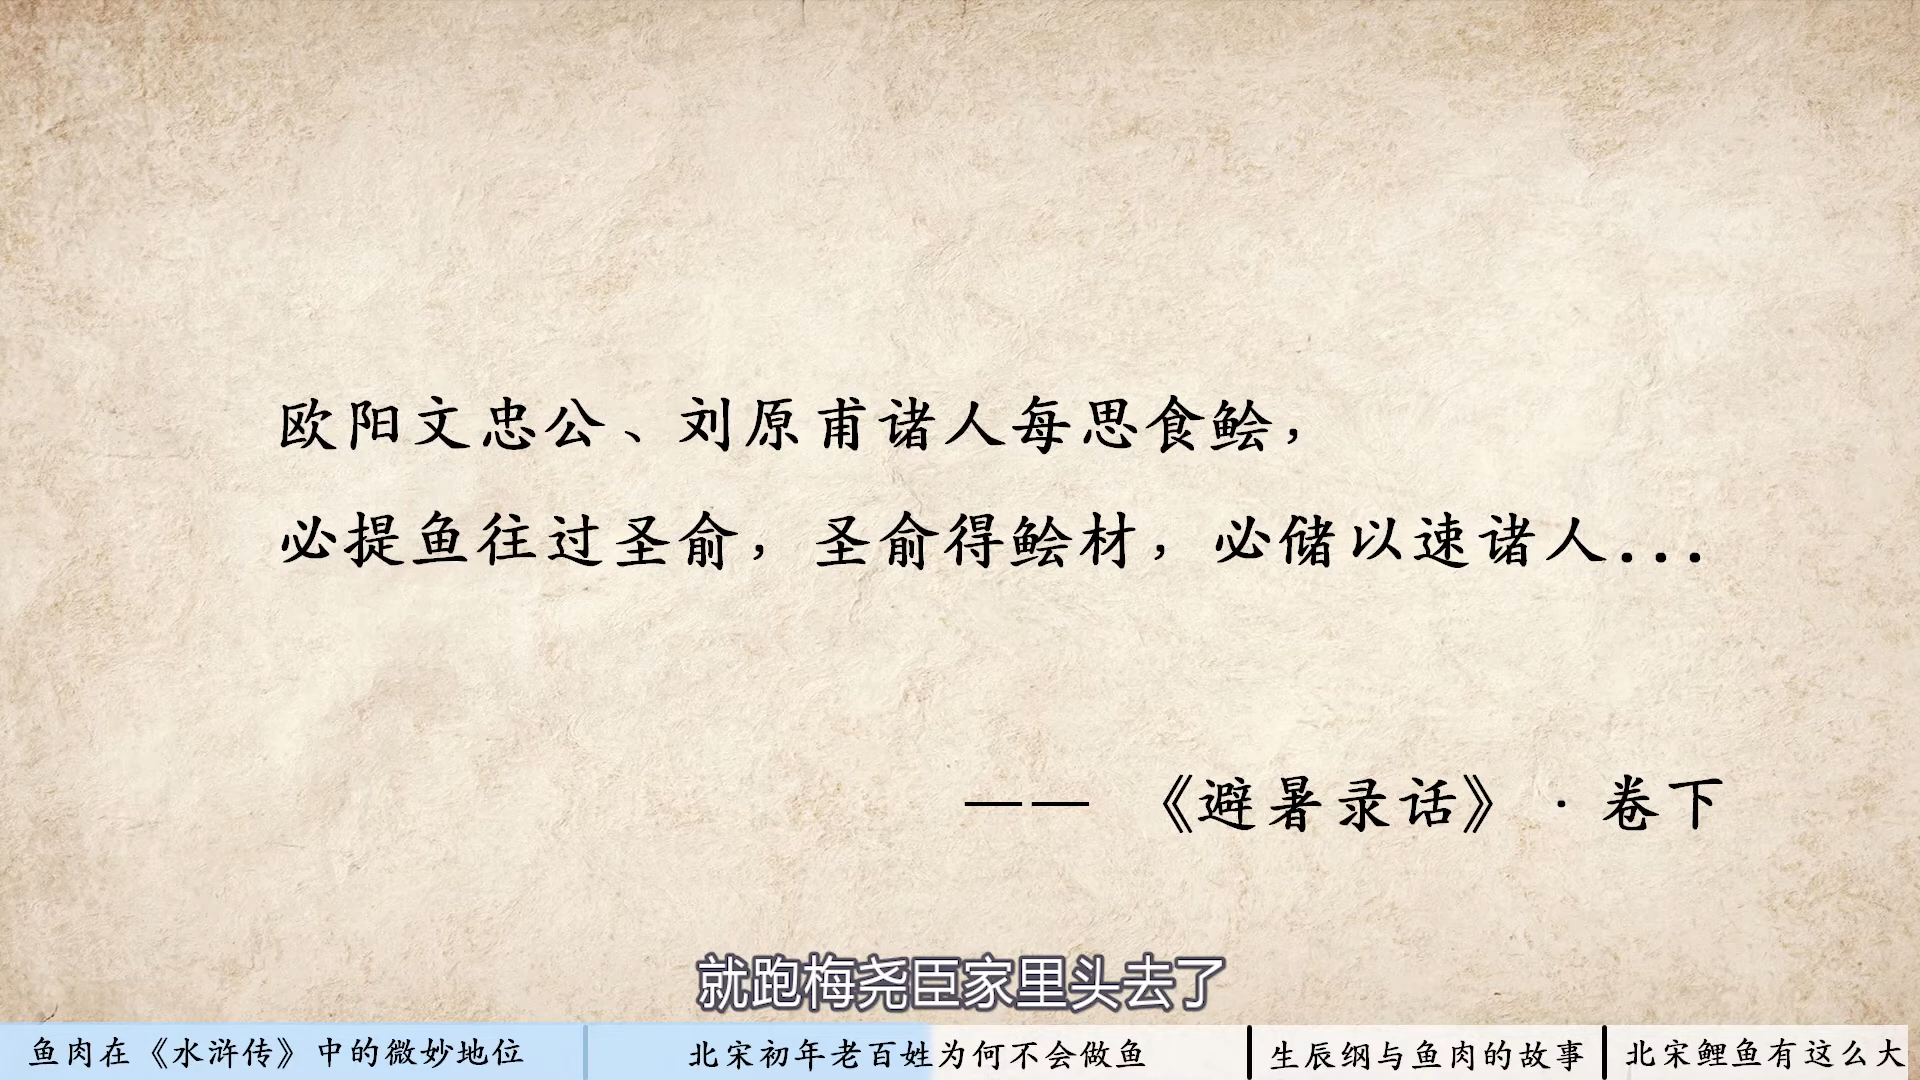 欧阳文忠公、刘原甫诸人每思食鲙，
必提鱼往过圣俞，圣俞得鲙材，必储以速诸人...
—— 《避暑录话》·卷下
就跑梅尧臣家里头去了
鱼肉在《水浒传》中的微妙地位
北宋初年老百姓为何不会做鱼
生辰纲与鱼肉的故事
北宋鲤鱼有这么大